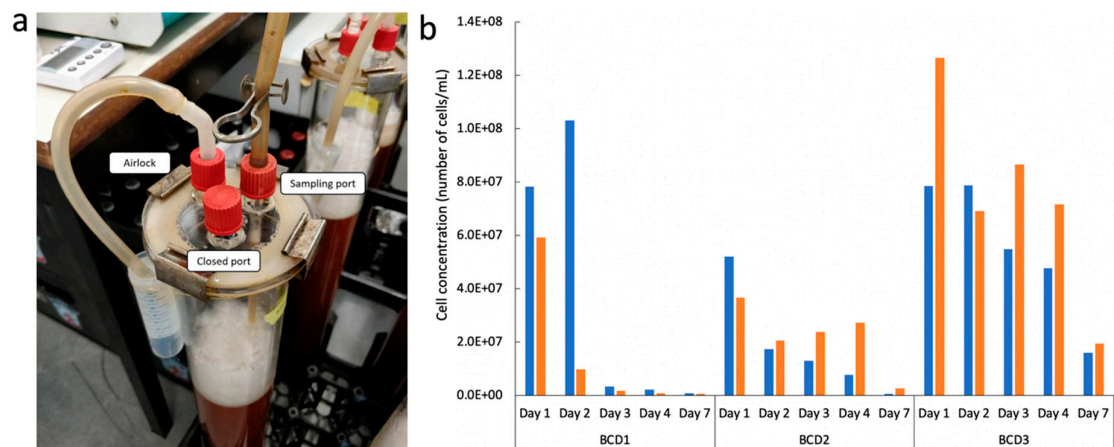 a
Airlock
Sampling port
Closed port
b
Cell concentration (number of cells/mL)
1.4E+08
1.2E+08
1.0E+08
8.0E+07
6.0E+07
4.0E+07
2.0E+07
0.0E+00
Day 1 Day 2 Day 3 Day 4 Day 7 Day 1 Day 2 Day 3 Day 4 Day 7 Day 1 Day 2 Day 3 Day 4 Day 7
BCD1 BCD2 BCD3